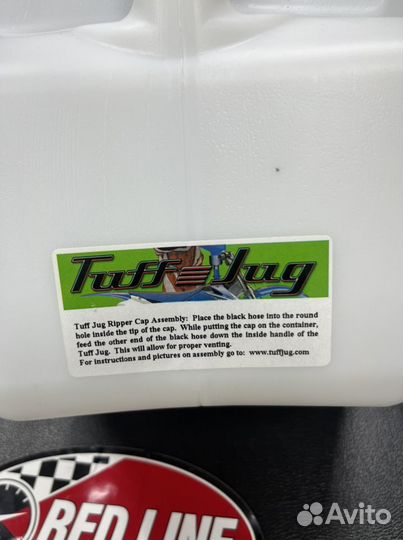 Tuff Jug
Tuff Jug Ripper Cap Assembly: Place the black hose into the round
hole inside the tip of the cap. While putting the cap on the container,
feed the other end of the black hose down the inside handle of the
Tuff Jug. This will allow for proper venting.
For instructions and pictures on assembly go to: www.tuffjug.com
RED LINE
Avito